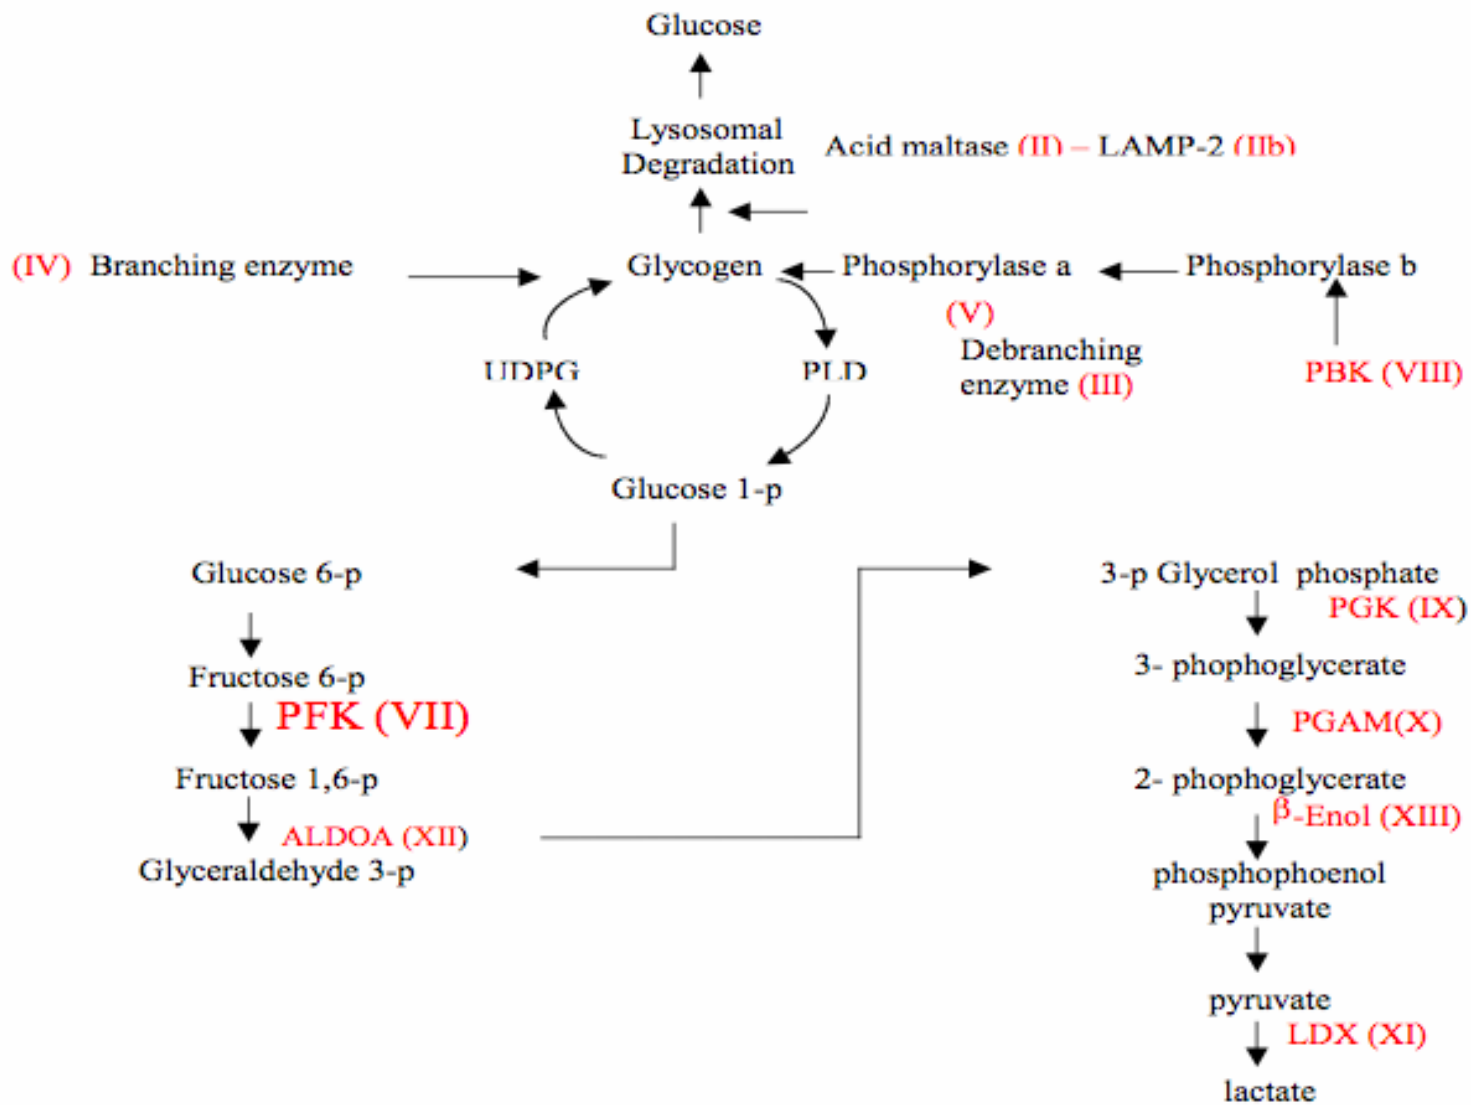 Glucose
Lysosomal
Degradation
Acid maltase (II) – LAMP-2 (IIb)
(IV) Branching enzyme
Glycogen
Phosphorylase a
Phosphorylase b
(V)
Debranching
enzyme (III)
PBK (VIII)
UDPG
PLD
Glucose 1-p
Glucose 6-p
Fructose 6-p
PFK (VII)
Fructose 1,6-p
ALDOA (XII)
Glyceraldehyde 3-p
3-p Glycerol phosphate
PGK (IX)
3- phophoglycerate
PGAM(X)
2- phophoglycerate
β-Enol (XIII)
phosphophoenol
pyruvate
pyruvate
LDX (XI)
lactate